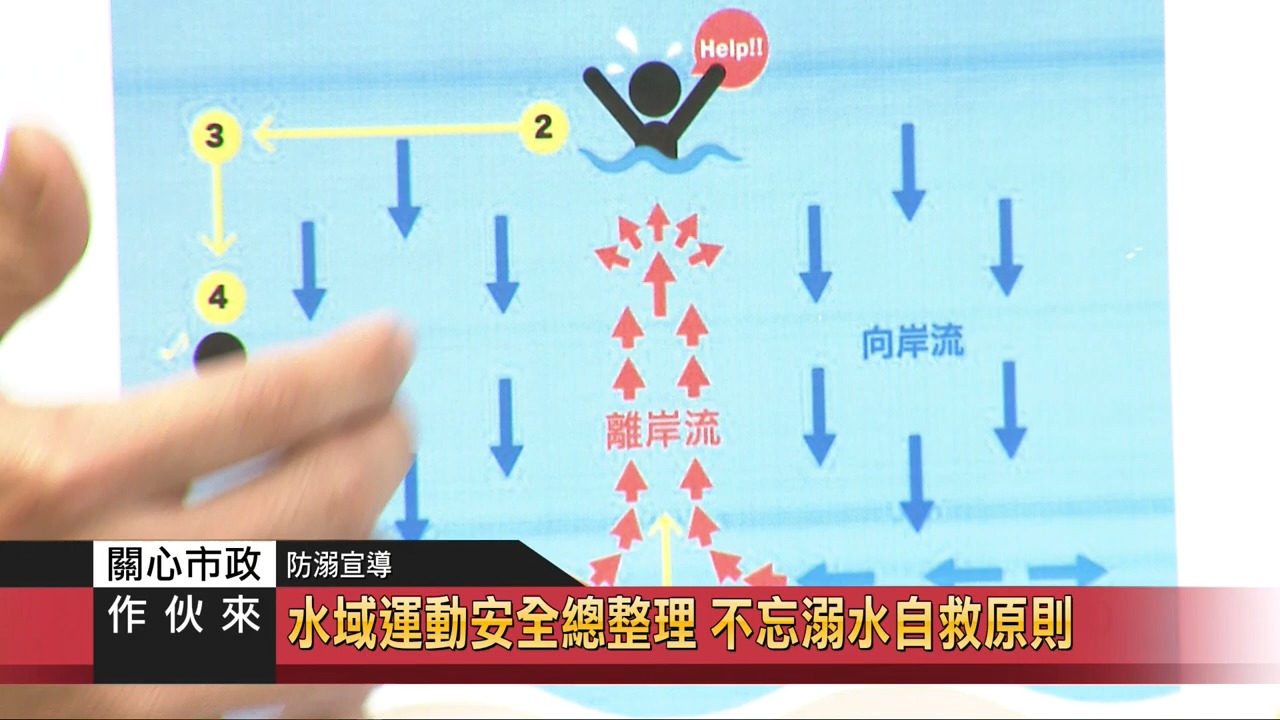 Help!!
3
2
4
向岸流
離岸流
關心市政
防溺宣導
作伙來
水域運動安全總整理 不忘溺水自救原則